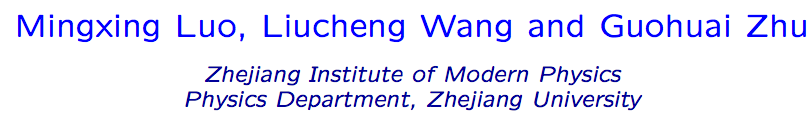 Mingxing Luo, Liucheng Wang and Guohuai Zhu
Zhejiang Institute of Modern Physics
Physics Department, Zhejiang University